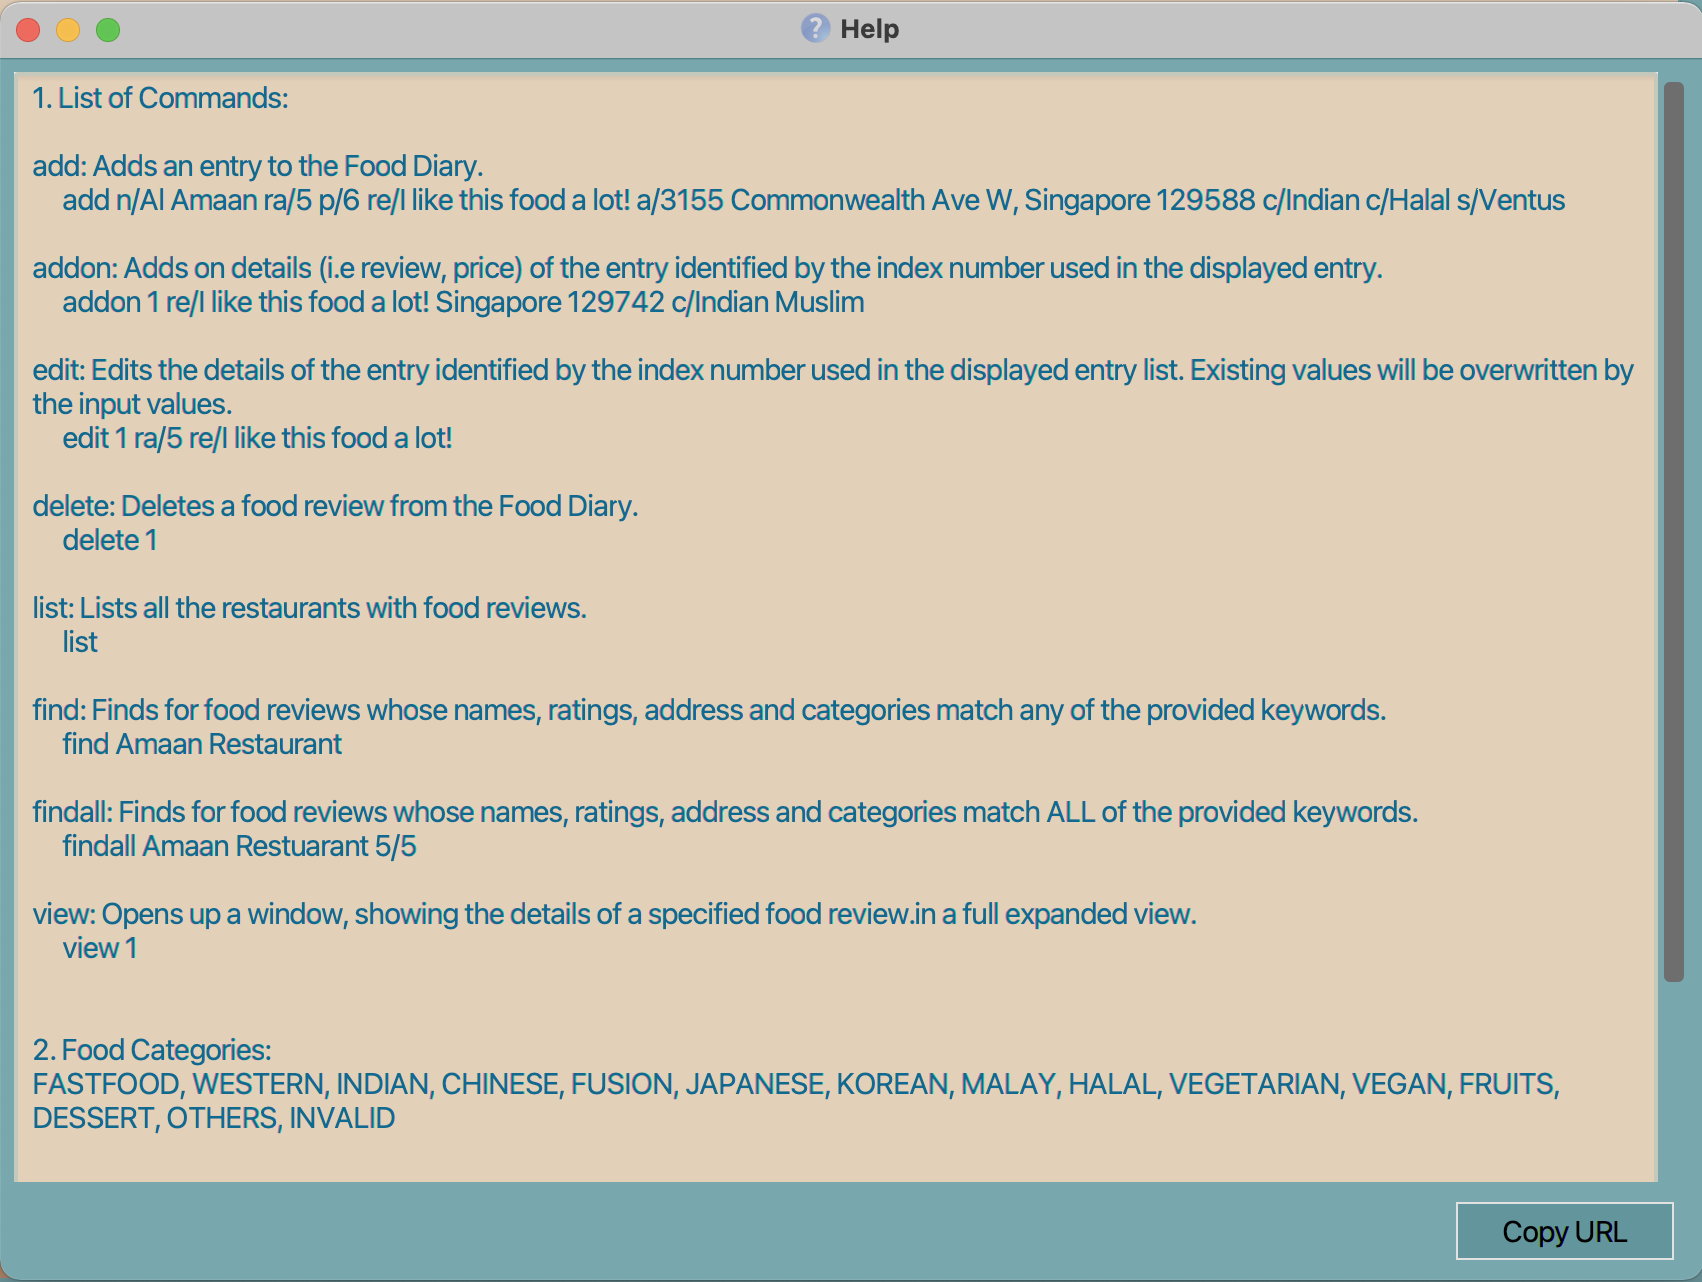 Help
1. List of Commands:
add: Adds an entry to the Food Diary.
add n/Al Amaan ra/5 p/6 re/I like this food a lot! a/3155 Commonwealth Ave W, Singapore 129588 c/Indian c/Halal s/Ventus
addon: Adds on details (i.e review, price) of the entry identified by the index number used in the displayed entry.
addon 1 re/I like this food a lot! Singapore 129742 c/Indian Muslim
edit: Edits the details of the entry identified by the index number used in the displayed entry list. Existing values will be overwritten by
the input values.
edit 1 ra/5 re/I like this food a lot!
delete: Deletes a food review from the Food Diary.
delete 1
list: Lists all the restaurants with food reviews.
list
find: Finds for food reviews whose names, ratings, address and categories match any of the provided keywords.
find Amaan Restaurant
findall: Finds for food reviews whose names, ratings, address and categories match ALL of the provided keywords.
findall Amaan Restuarant 5/5
view: Opens up a window, showing the details of a specified food review.in a full expanded view.
view 1
2. Food Categories:
FASTFOOD, WESTERN, INDIAN, CHINESE, FUSION, JAPANESE, KOREAN, MALAY, HALAL, VEGETARIAN, VEGAN, FRUITS,
DESSERT, OTHERS, INVALID
Copy URL